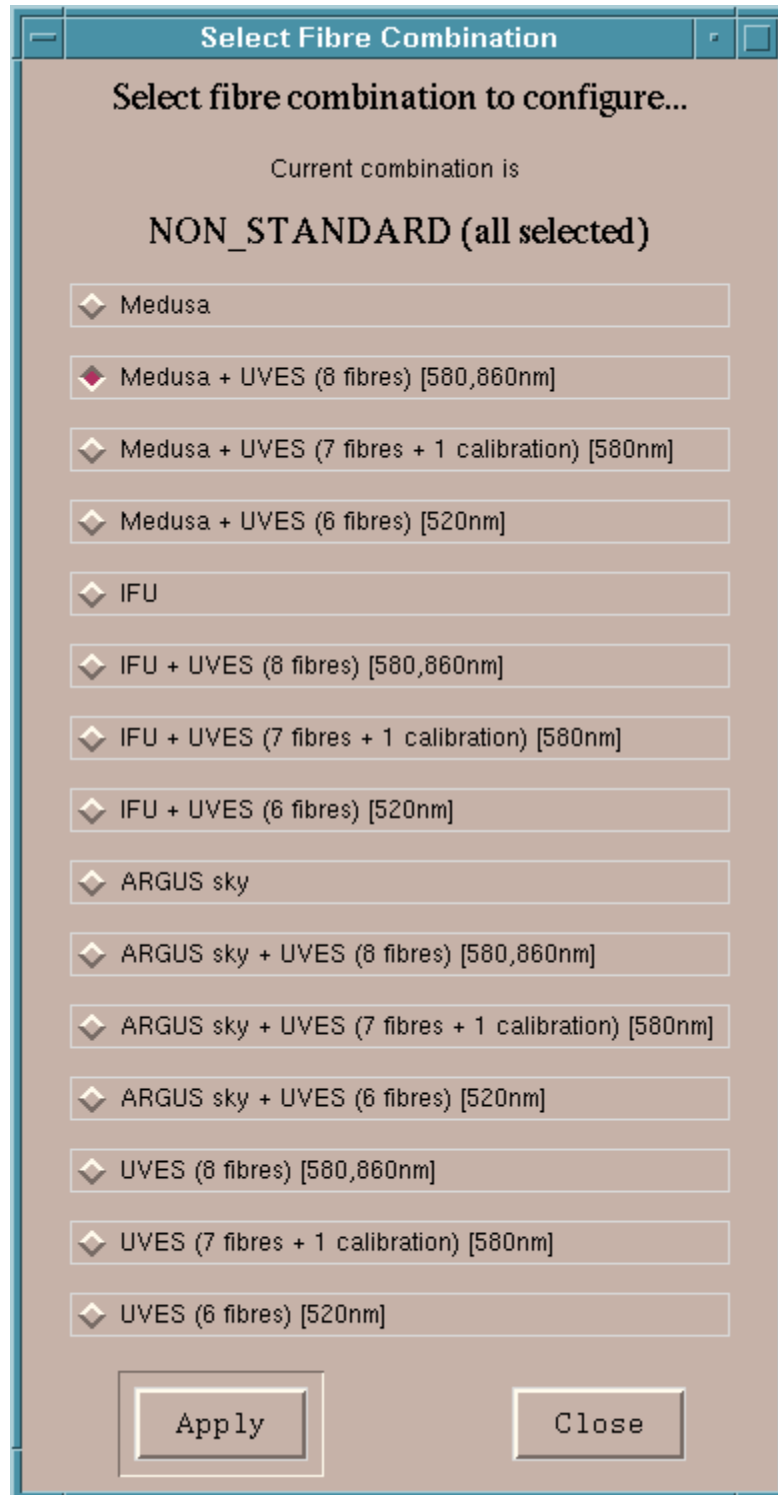 Select Fibre Combination
Select fibre combination to configure...
Current combination is
NON_STANDARD (all selected)
Medusa
Medusa + UVES (8 fibres) [580,860nm]
Medusa + UVES (7 fibres + 1 calibration) [580nm]
Medusa + UVES (6 fibres) [520nm]
IFU
IFU + UVES (8 fibres) [580,860nm]
IFU + UVES (7 fibres + 1 calibration) [580nm]
IFU + UVES (6 fibres) [520nm]
ARGUS sky
ARGUS sky + UVES (8 fibres) [580,860nm]
ARGUS sky + UVES (7 fibres + 1 calibration) [580nm]
ARGUS sky + UVES (6 fibres) [520nm]
UVES (8 fibres) [580,860nm]
UVES (7 fibres + 1 calibration) [580nm]
UVES (6 fibres) [520nm]
Apply Close